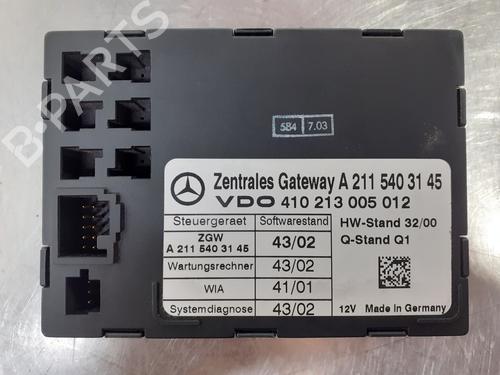 B-PARTS
584 7.03
Zentrales Gateway A 211 540 31 45
VDO 410 213 005 012
Steuergeraet Softwarestand HW-Stand 32/00
ZGW
A 211 540 31 45 43/02 Q-Stand Q1
Wartungsrechner 43/02
WIA 41/01
Systemdiagnose 43/02 12V Made in Germany